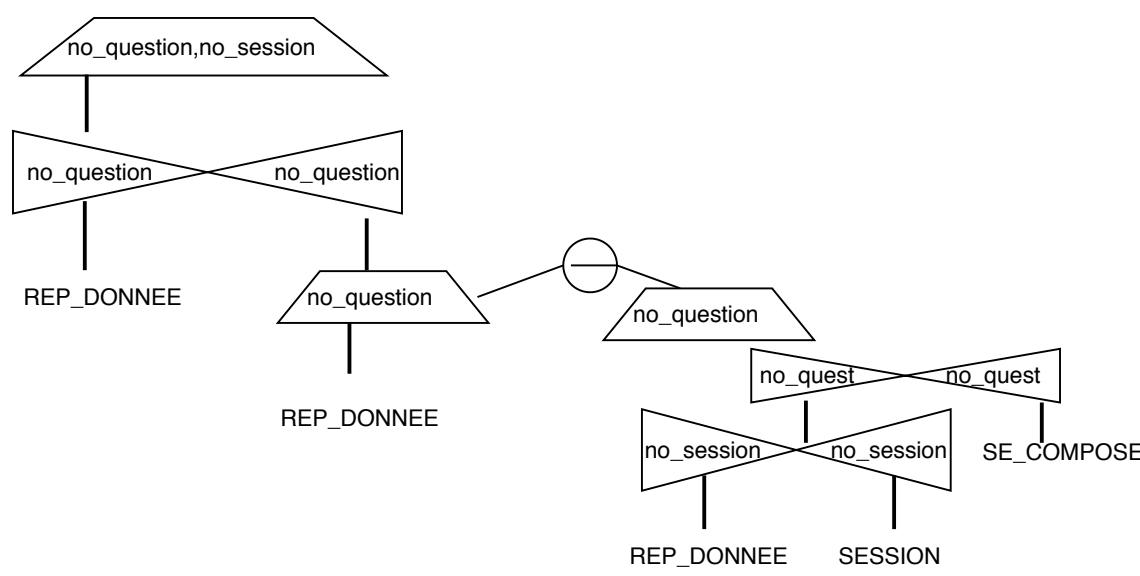 no_question,no_session
no_question no_question
REP_DONNEE
no_question
no_question
REP_DONNEE
no_quest no_quest
no_session no_session
SE_COMPOSE
REP_DONNEE SESSION